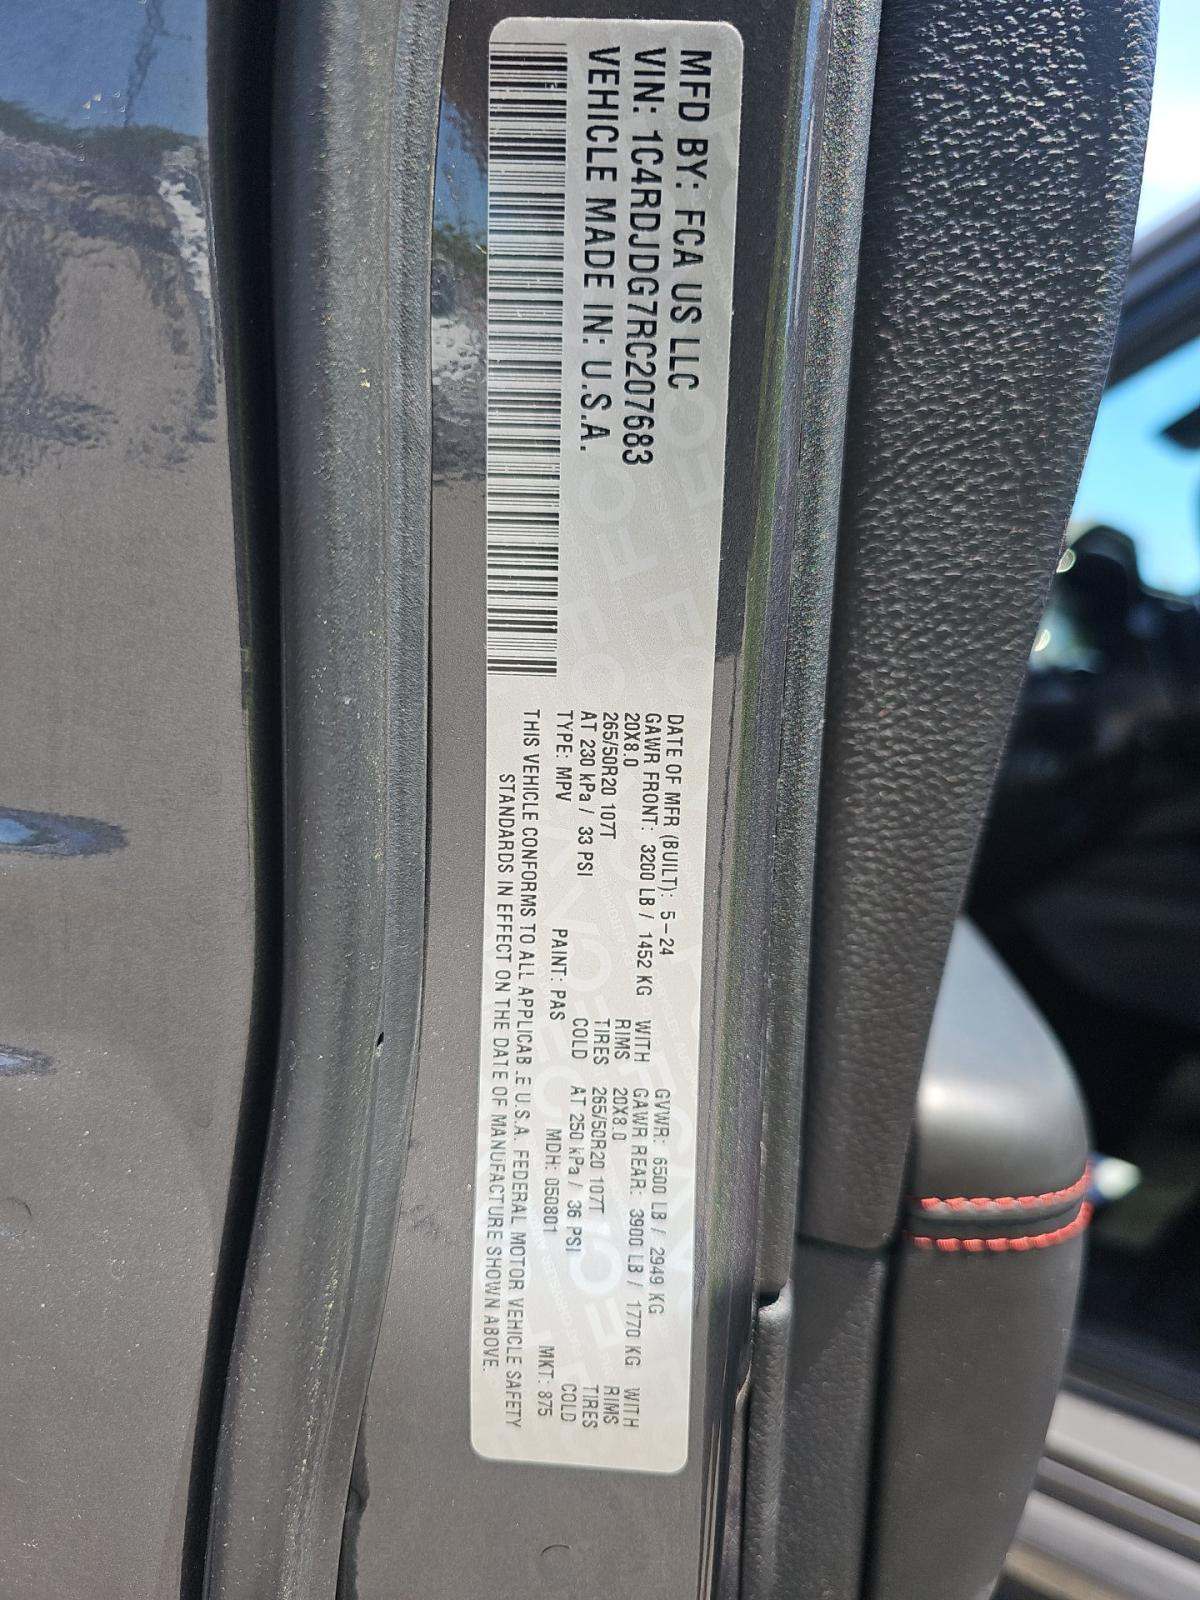 MFD BY: FCA US LLC
VIN: 1C4RDJDG7RC207683
VEHICLE MADE IN: U.S.A.
DATE OF MFR (BUILT): 5-24 GVWR: 6500 LB / 2949 KG
GAWR FRONT: 3200 LB / 1452 KG WITH GAWR REAR: 3900 LB / 1770 KG WITH
20X8.0 RIMS 20X8.0 RIMS
265/50R20 107T TIRES 265/50R20 107T TIRES
AT 230 kPa / 33 PSI COLD AT 250 kPa / 36 PSI COLD
TYPE: MPV PAINT: PAS MDH: 050801 MKT: 875
THIS VEHICLE CONFORMS TO ALL APPLICAB.E U.S.A. FEDERAL MOTOR VEHICLE SAFETY
STANDARDS IN EFFECT ON THE DATE OF MANUFACTURE SHOWN ABOVE.